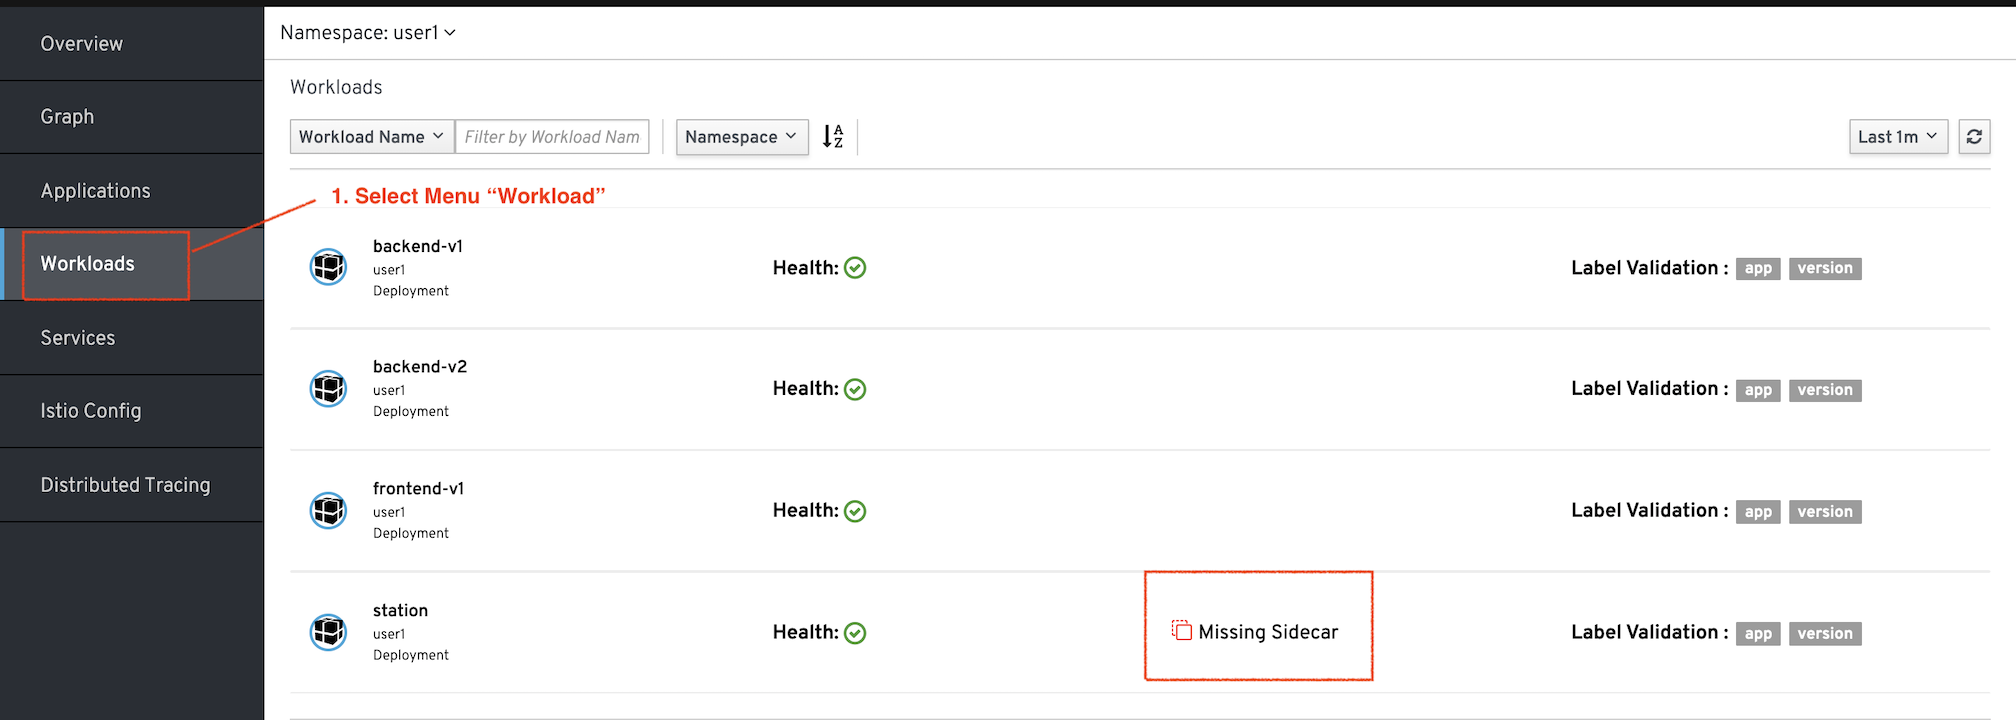 Overview
Graph
Applications
Workloads
Services
Istio Config
Distributed Tracing
Namespace: user1
Workloads
Workload Name
Filter by Workload Nam
Namespace
A
Z
Last 1m
1. Select Menu “Workload”
backend-v1
user1
Deployment
Health:
Label Validation : app version
backend-v2
user1
Deployment
Health:
Label Validation : app version
frontend-v1
user1
Deployment
Health:
Label Validation : app version
station
user1
Deployment
Health:
Missing Sidecar
Label Validation : app version